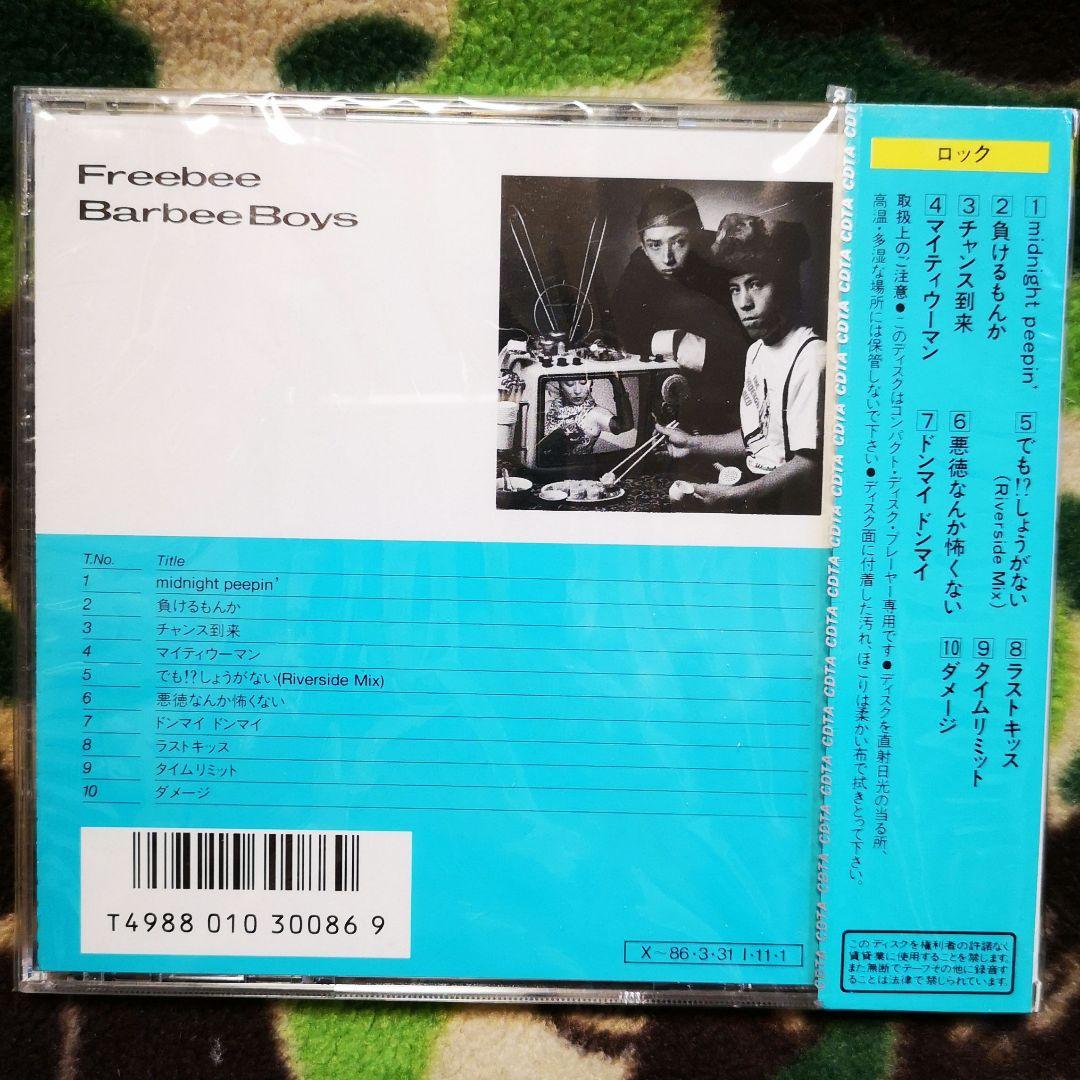 Freebee
Barbee Boys
T.No. Title
1 midnight peepin'
2 負けるもんか
3 チャンス到来
4 マイティウーマン
5 でも!?しょうがない(Riverside Mix)
6 悪徳なんか怖くない
7 ドンマイ ドンマイ
8 ラストキッス
9 タイムリミット
10 ダメージ
T4988 010 30086 9
X〜86・3・31 I・11・1
CDTA CDTA CDTA CDTA CDTA CDTA CDTA CDTA CDTA CDTA CDTA CDTA CDTA CDTA CDTA CDTA
ロック
1 midnight peepin'
2 負けるもんか
3 チャンス到来
4 マイティウーマン
5 でも!?しょうがない
(Riverside Mix)
6 悪徳なんか怖くない
7 ドンマイ ドンマイ
8 ラストキッス
9 タイムリミット
10 ダメージ
取扱上のご注意●このディスクはコンパクト・ディスク・プレーヤー専用です●ディスクを直射日光の当る所、
高温・多湿な場所には保管しないで下さい●ディスク面に付着した汚れ、ほこりは柔かい布で拭きとって下さい。
このディスクを権利者の許諾なく
賃貸業に使用することを禁じます。
また無断でテープその他に録音す
ることは法律で禁じられています。